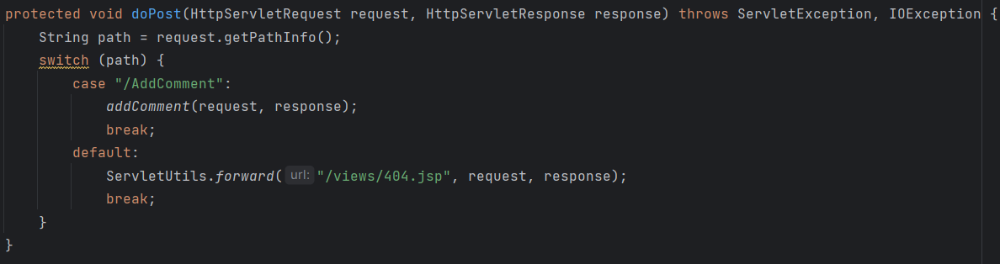 protected void doPost(HttpServletRequest request, HttpServletResponse response) throws ServletException, IOException {
    String path = request.getPathInfo();
    switch (path) {
        case "/AddComment":
            addComment(request, response);
            break;
        default:
            ServletUtils.forward( url: "/views/404.jsp", request, response);
            break;
    }
}